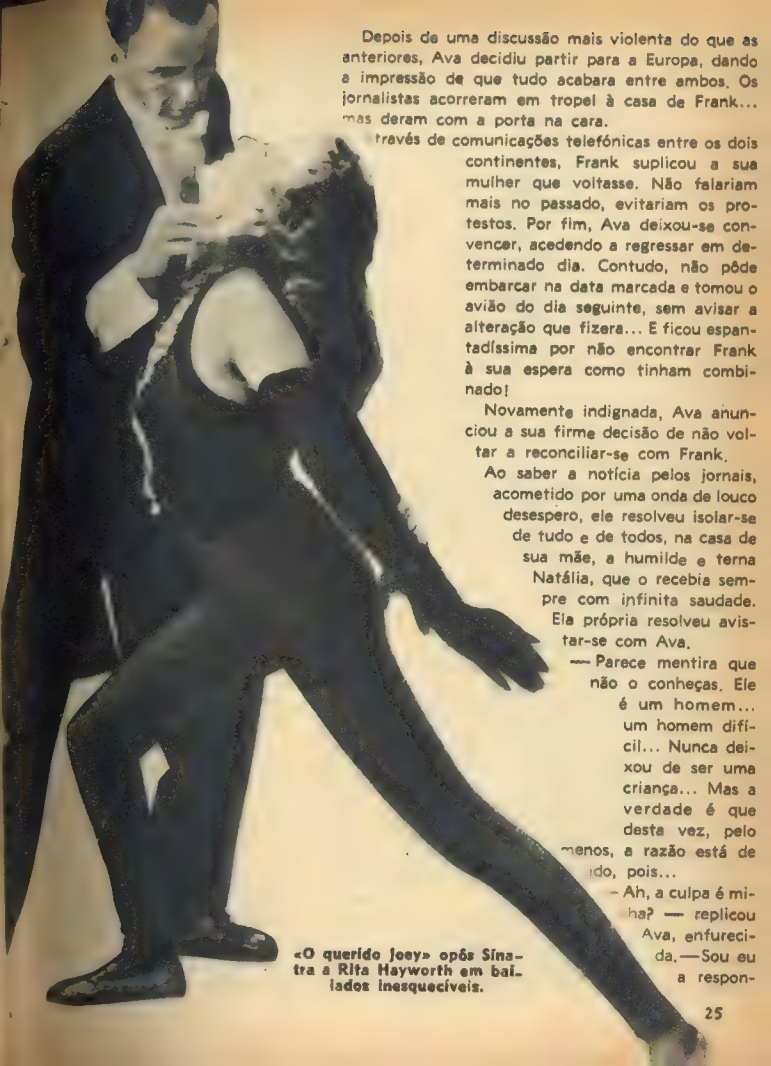 Depois de uma discussão mais violenta do que as
anteriores, Ava decidiu partir para a Europa, dando
a impressão de que tudo acabara entre ambos. Os
jornalistas acorreram em tropel à casa de Frank...
mas deram com a porta na cara.
través de comunicações telefónicas entre os dois
continentes, Frank suplicou a sua
mulher que voltasse. Não falariam
mais no passado, evitariam os pro-
testos. Por fim, Ava deixou-se con-
vencer, acedendo a regressar em de-
terminado dia. Contudo, não pôde
embarcar na data marcada e tomou o
avião do dia seguinte, sem avisar a
alteração que fizera... E ficou espan-
tadíssima por não encontrar Frank
à sua espera como tinham combi-
nado!
Novamente indignada, Ava anun-
ciou a sua firme decisão de não vol-
tar a reconciliar-se com Frank.
Ao saber a notícia pelos jornais,
acometido por uma onda de louco
desespero, ele resolveu isolar-se
de tudo e de todos, na casa de
sua mãe, a humilde e terna
Natália, que o recebia sem-
pre com infinita saudade.
Ela própria resolveu avis-
tar-se com Ava.
— Parece mentira que
não o conheças. Ele
é um homem...
um homem difí-
cil... Nunca dei-
xou de ser uma
criança... Mas a
verdade é que
desta vez, pelo
menos, a razão está de
do, pois...
- Ah, a culpa é mi-
ha? — replicou
Ava, enfureci-
da.—Sou eu
a respon-
«O querido Joey» opôs Sina-
tra a Rita Hayworth em bai-
lados inesquecíveis.
25